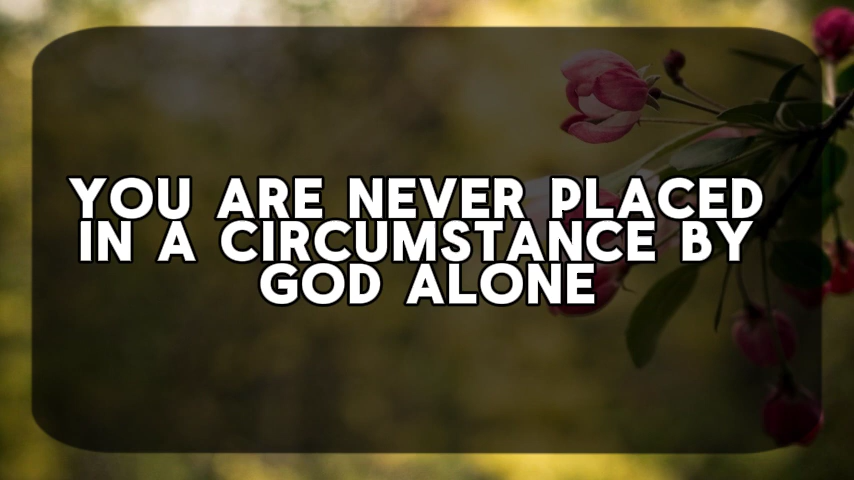 YOU ARE NEVER PLACED
IN A CIRCUMSTANCE BY
GOD ALONE